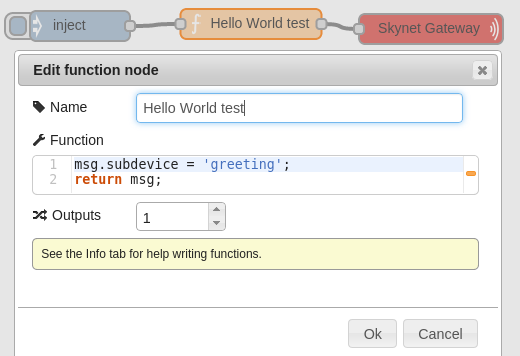 inject
Hello World test
Skynet Gateway
Edit function node
Name
Hello World test
Function
1 msg.subdevice = 'greeting';
2 return msg;
Outputs
1
See the Info tab for help writing functions.
Ok
Cancel